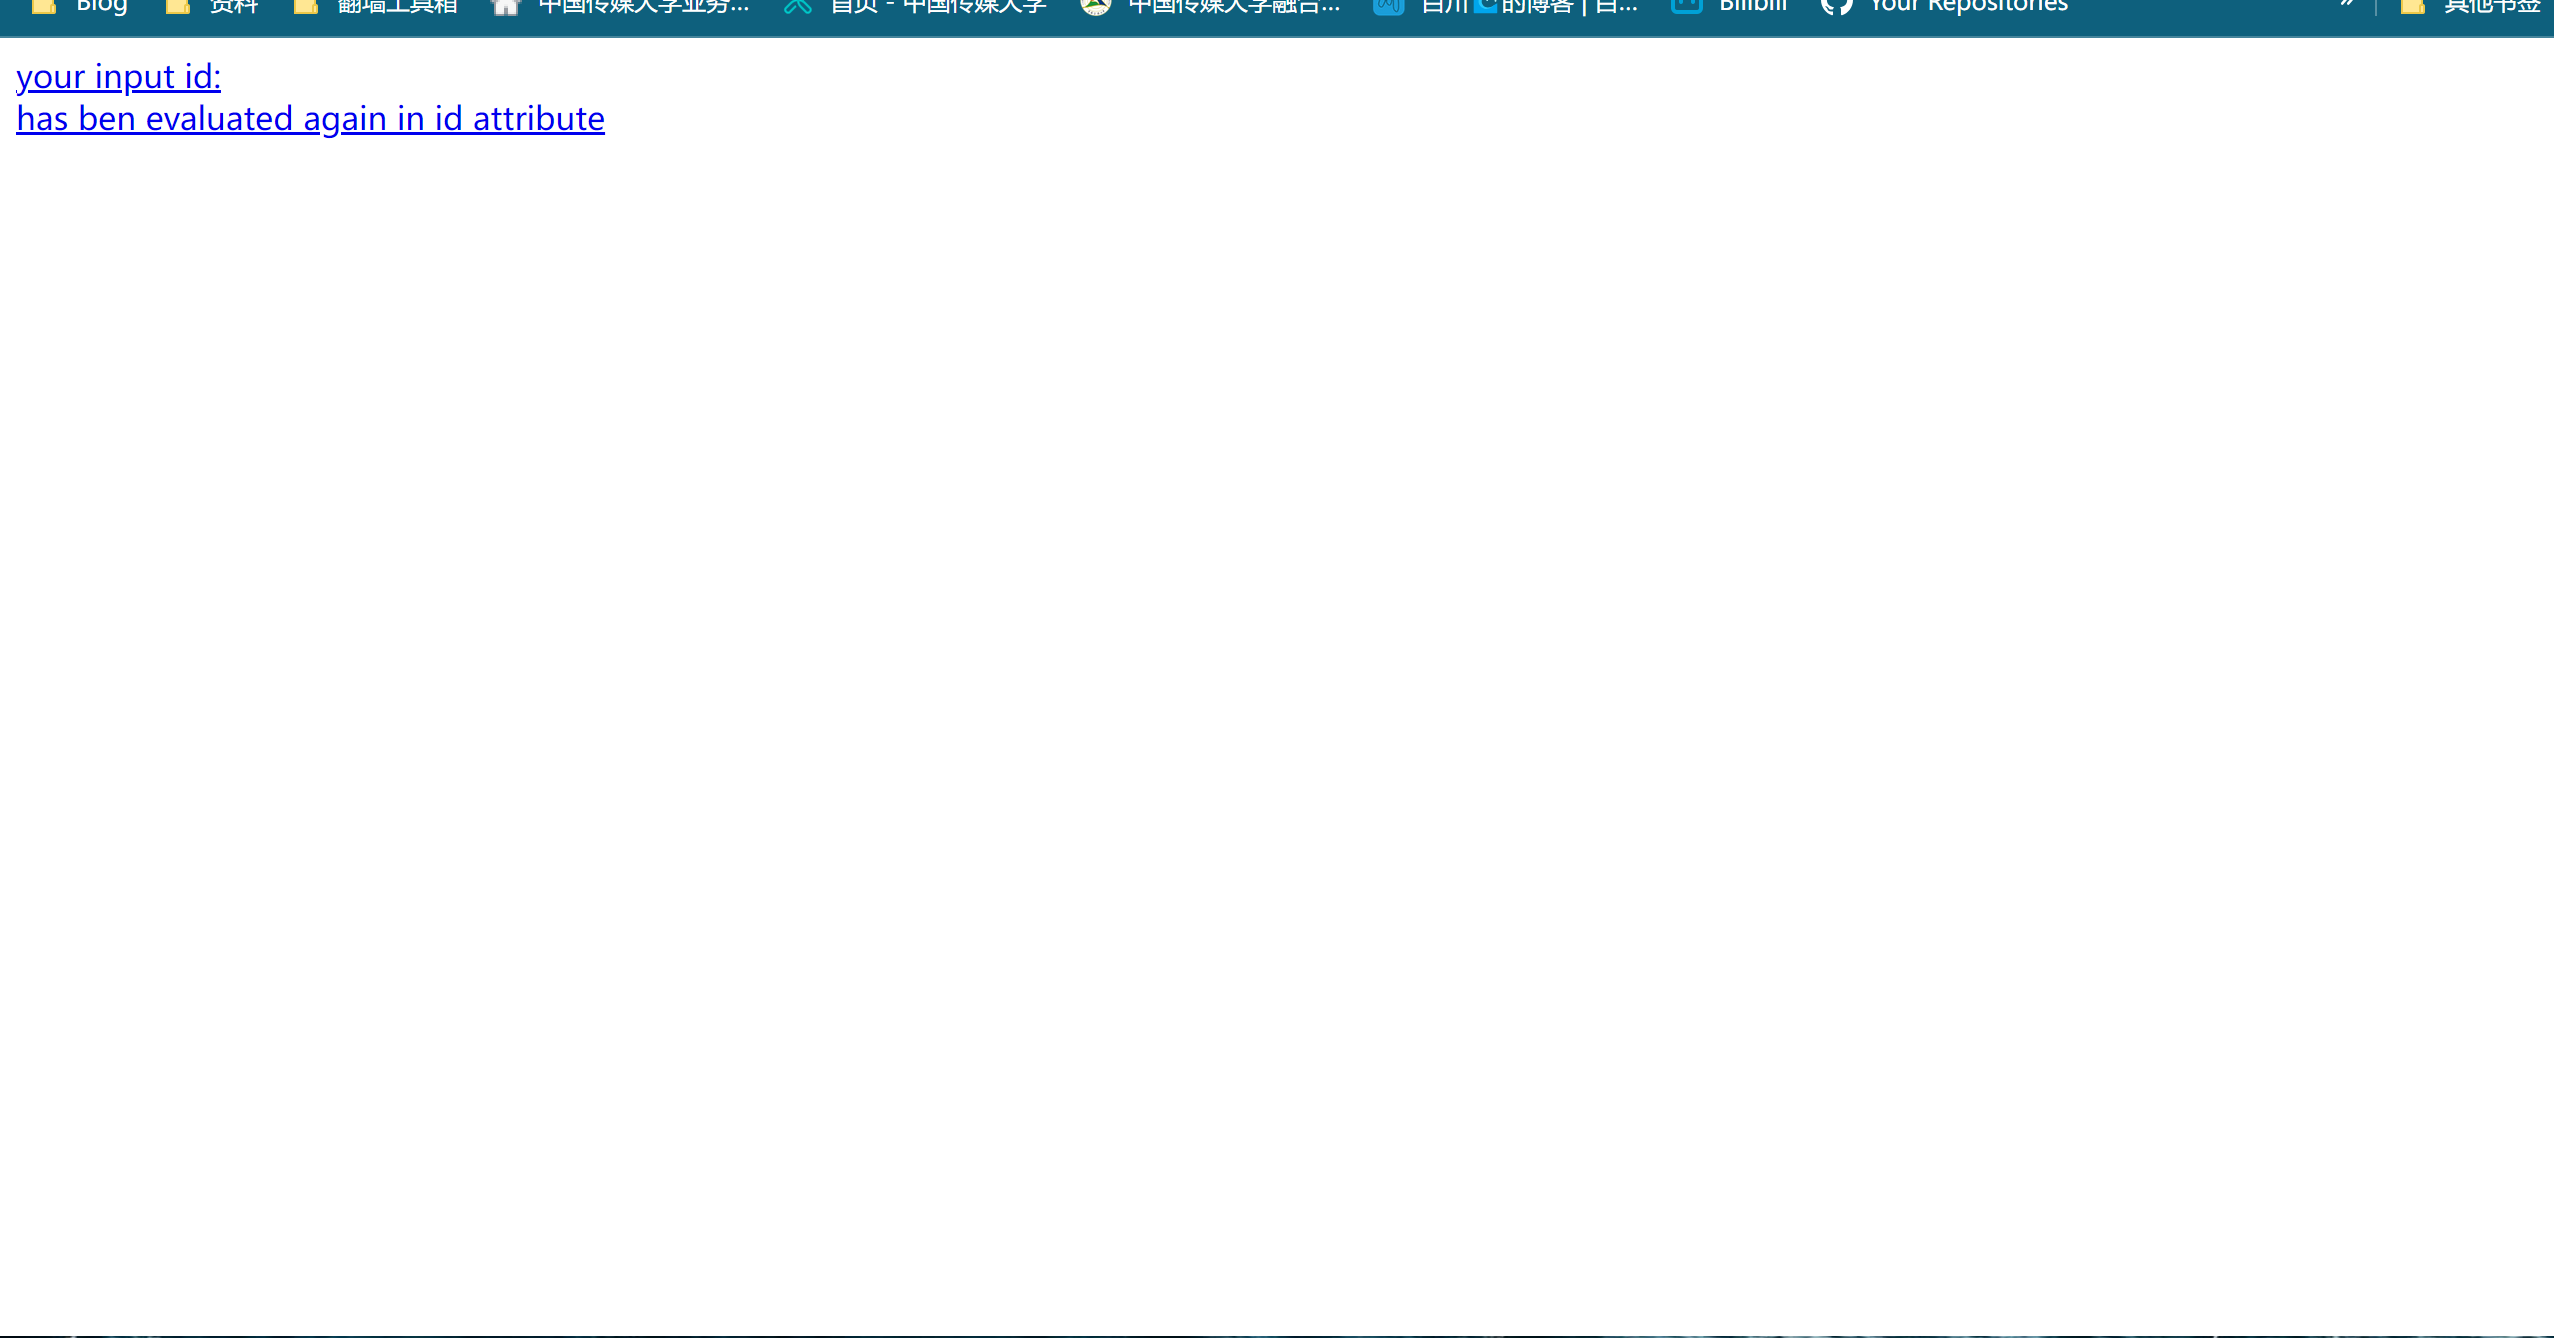 Blog 资料 翻墙工具箱 中国传媒大学业务... 首页 - 中国传媒大学 中国传媒大学融合... 的博客 | 百... Bilibili Your Repositories » 其他书签
your input id:
has ben evaluated again in id attribute